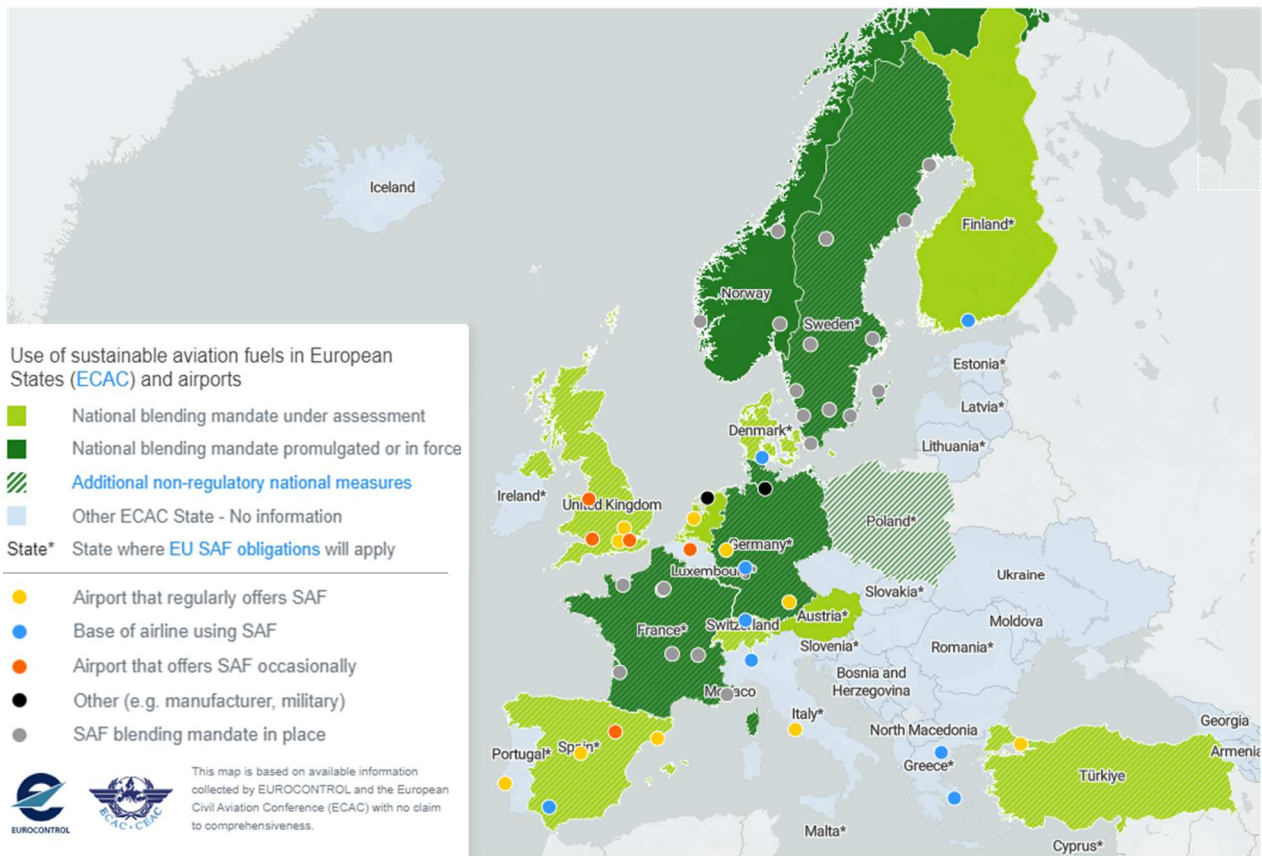 Iceland
Finland*
Norway
Sweden*
Estonia*
Latvia*
Denmark*
Lithuania*
Ireland*
United Kingdom
Poland*
Germany*
Luxembourg*
Ukraine
Slovakia*
Austria*
Switzerland
Moldova
France*
Slovenia*
Romania*
Bosnia and
Herzegovina
Monaco
Italy*
North Macedonia
Georgia
Armenia
Portugal*
Spain*
Greece*
Türkiye
Malta*
Cyprus*
Use of sustainable aviation fuels in European
States (ECAC) and airports
National blending mandate under assessment
National blending mandate promulgated or in force
Additional non-regulatory national measures
Other ECAC State - No information
State* State where EU SAF obligations will apply
Airport that regularly offers SAF
Base of airline using SAF
Airport that offers SAF occasionally
Other (e.g. manufacturer, military)
SAF blending mandate in place
EUROCONTROL
ECAC • CEAC
This map is based on available information
collected by EUROCONTROL and the European
Civil Aviation Conference (ECAC) with no claim
to comprehensiveness.